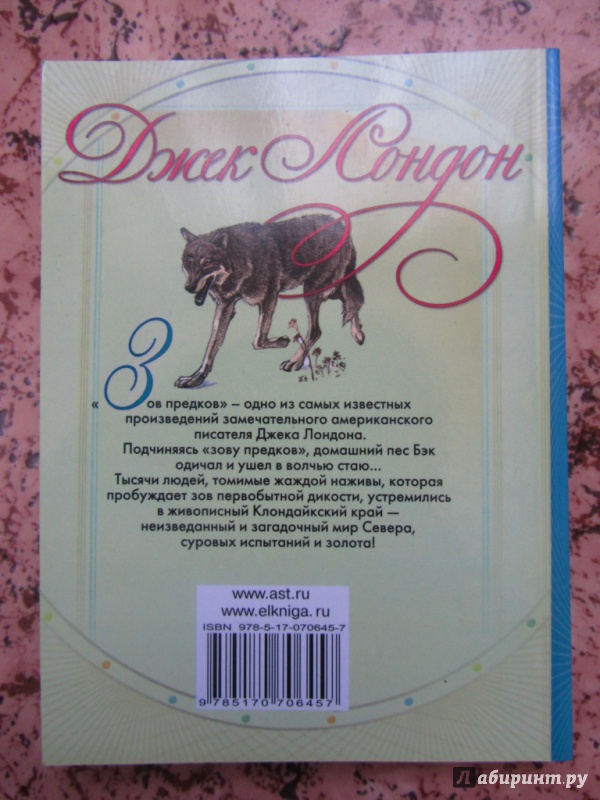 Джек Лондон
«Зов предков» – одно из самых известных
произведений замечательного американского
писателя Джека Лондона.
Подчиняясь «зову предков», домашний пес Бэк
одичал и ушел в волчью стаю...
Тысячи людей, томимые жаждой наживы, которая
пробуждает зов первобытной дикости, устремились
в живописный Клондайкский край —
неизведанный и загадочный мир Севера,
суровых испытаний и золота!
www.ast.ru
www.elkniga.ru
ISBN 978-5-17-070645-7
9 785170 706457
Лабиринт.ру